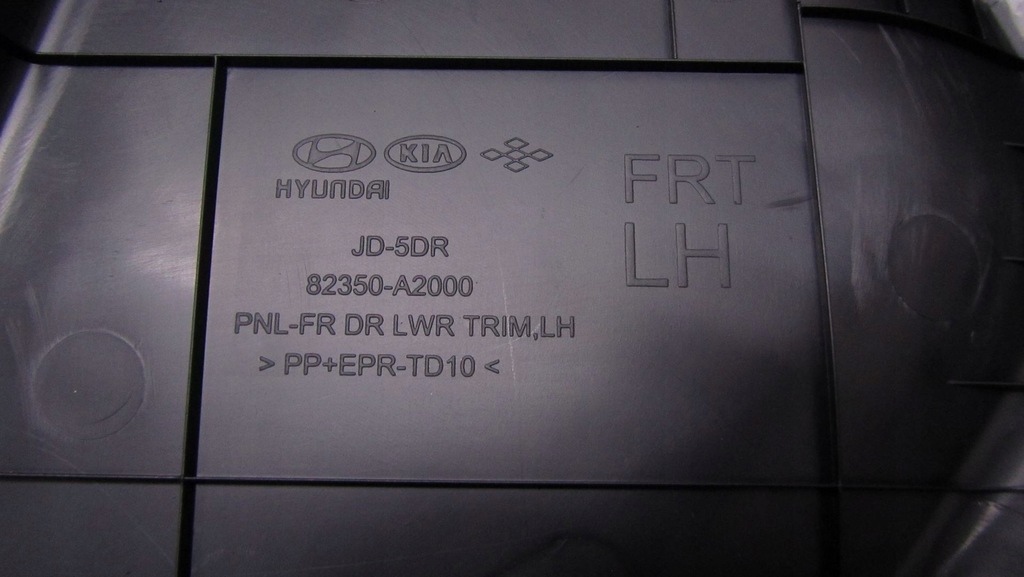 KIA
HYUNDAI
FRT
LH
JD-5DR
82350-A2000
PNL-FR DR LWR TRIM,LH
> PP+EPR-TD10 <